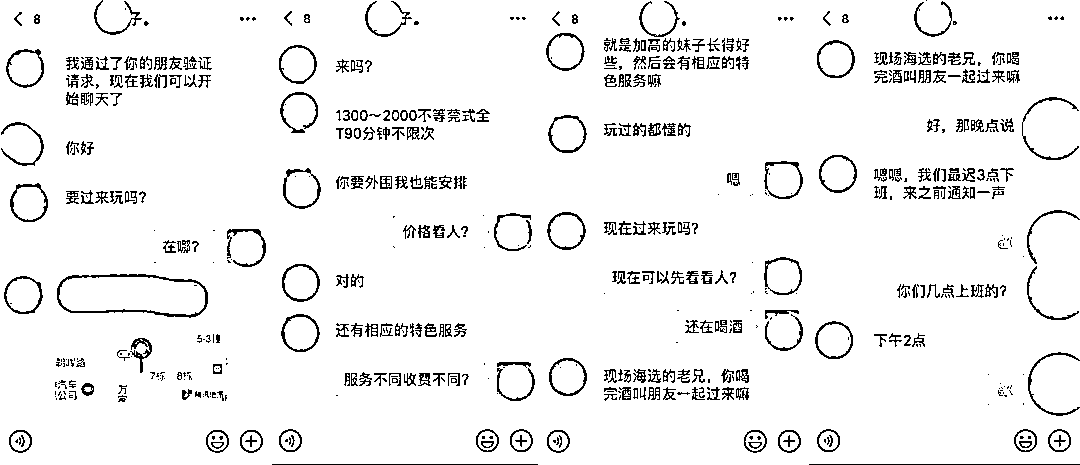 8
子。
我通过了你的朋友验证
请求，现在我们可以开
始聊天了
你好
要过来玩吗？
在哪？
5-3幢
7栋 8栋
汽车
公司
8
子。
来吗？
1300～2000不等莞式全
T90分钟不限次
你要外围我也能安排
价格看人？
对的
还有相应的特色服务
服务不同收费不同？
8
就是加高的妹子长得好
些，然后会有相应的特
色服务嘛
玩过的都懂的
嗯
现在过来玩吗？
现在可以先看看人？
还在喝酒
现场海选的老兄，你喝
完酒叫朋友一起过来嘛
8
现场海选的老兄，你喝
完酒叫朋友一起过来嘛
好，那晚点说
嗯嗯，我们最迟3点下
班，来之前通知一声
你们几点上班的？
下午2点